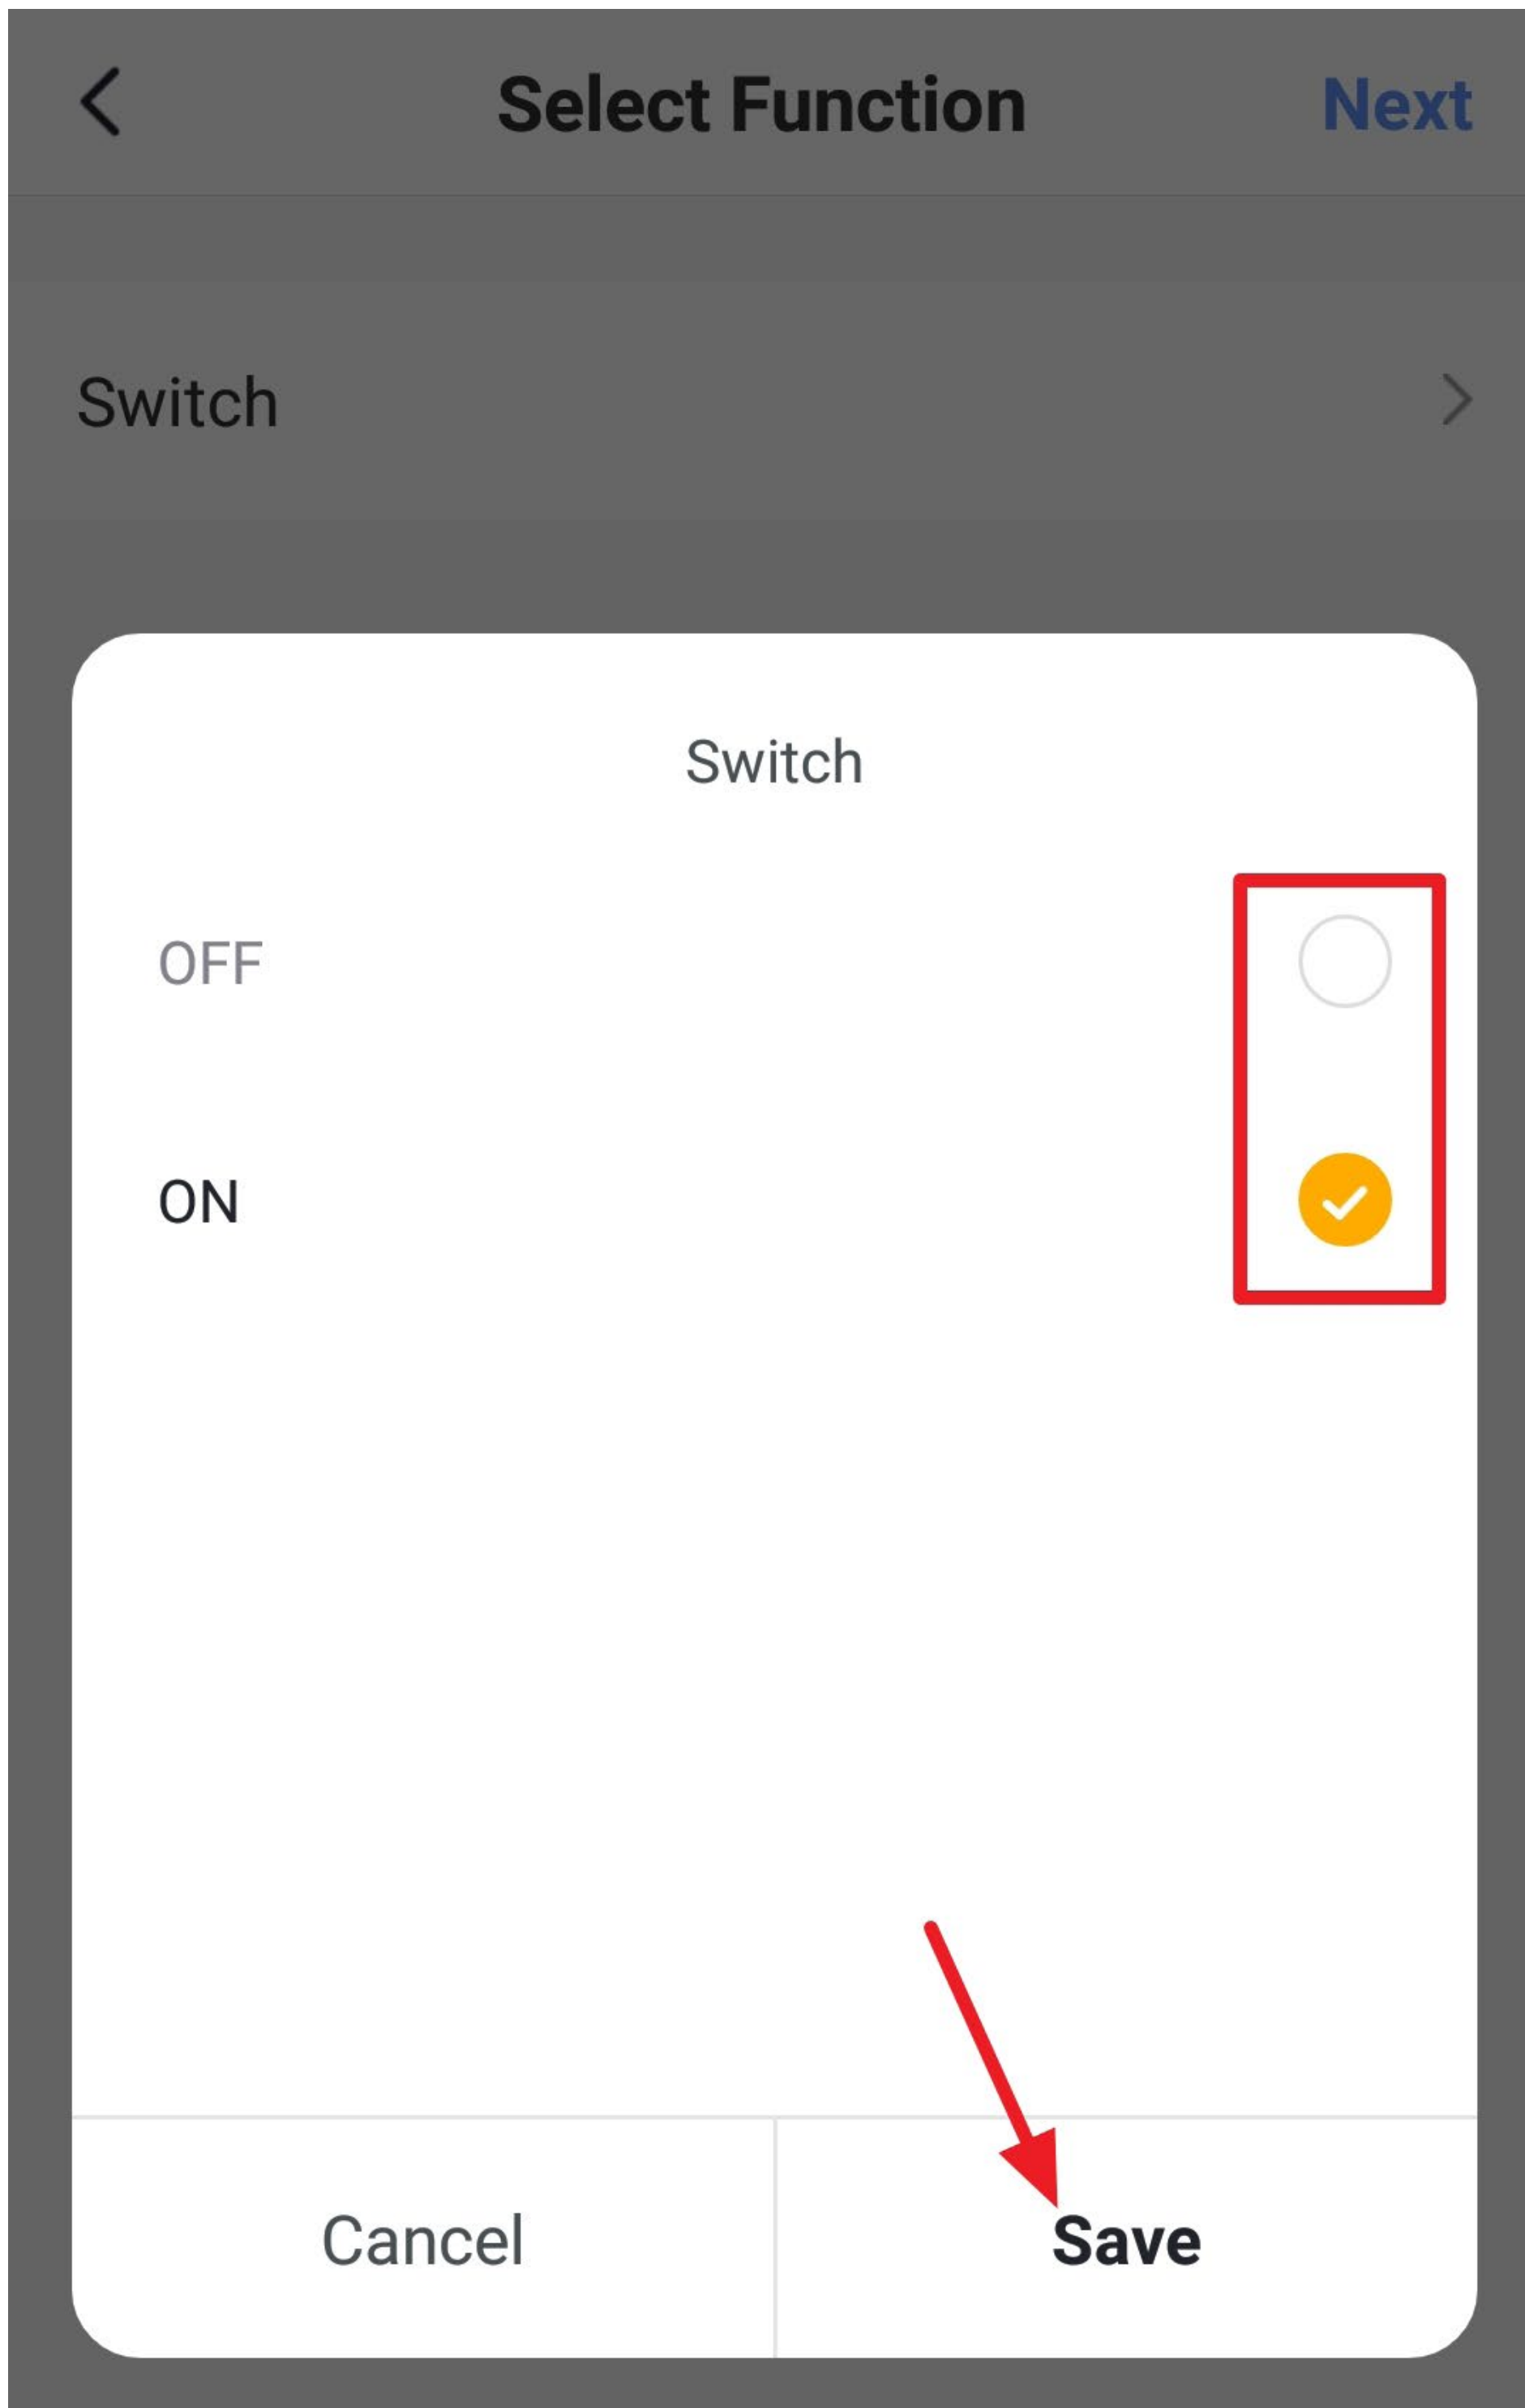 Select Function
Next
Switch
Switch
OFF
ON
Cancel
Save